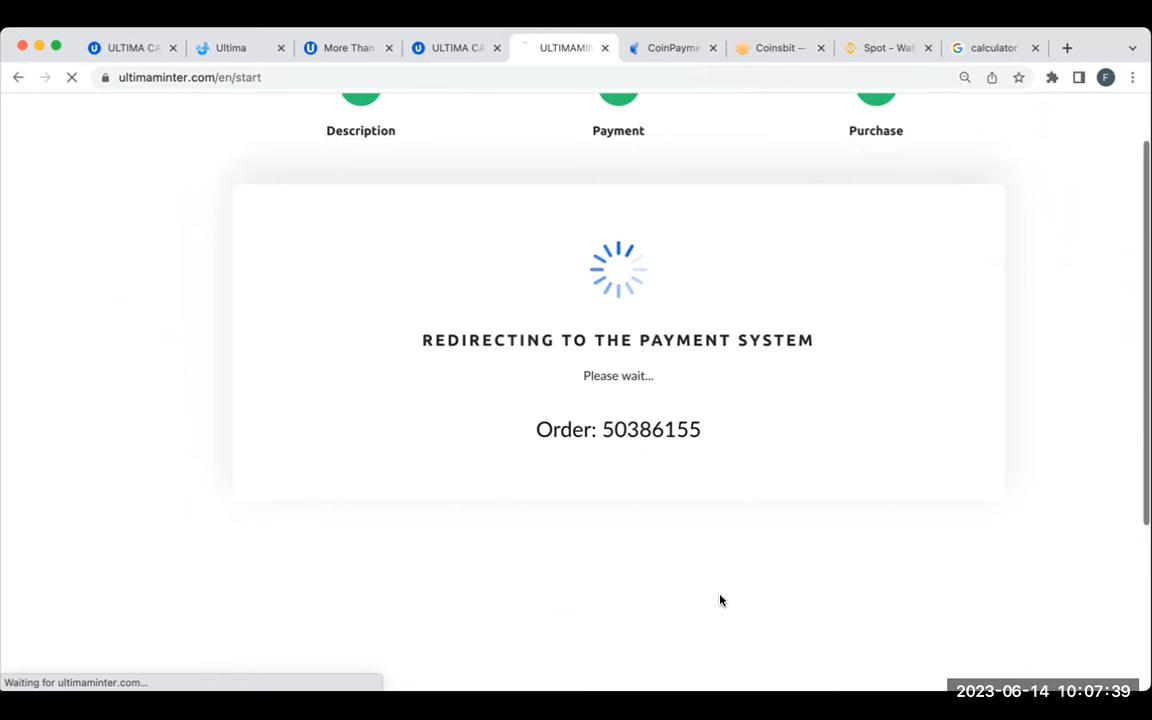 ULTIMA CA
Ultima
More Than
ULTIMA CA
ULTIMAMIN
CoinPayme
Coinsbit —
Spot – Wal
calculator -
ultimaminter.com/en/start
F
Description
Payment
Purchase
REDIRECTING TO THE PAYMENT SYSTEM
Please wait...
Order: 50386155
Waiting for ultimaminter.com...
2023-06-14 10:07:39